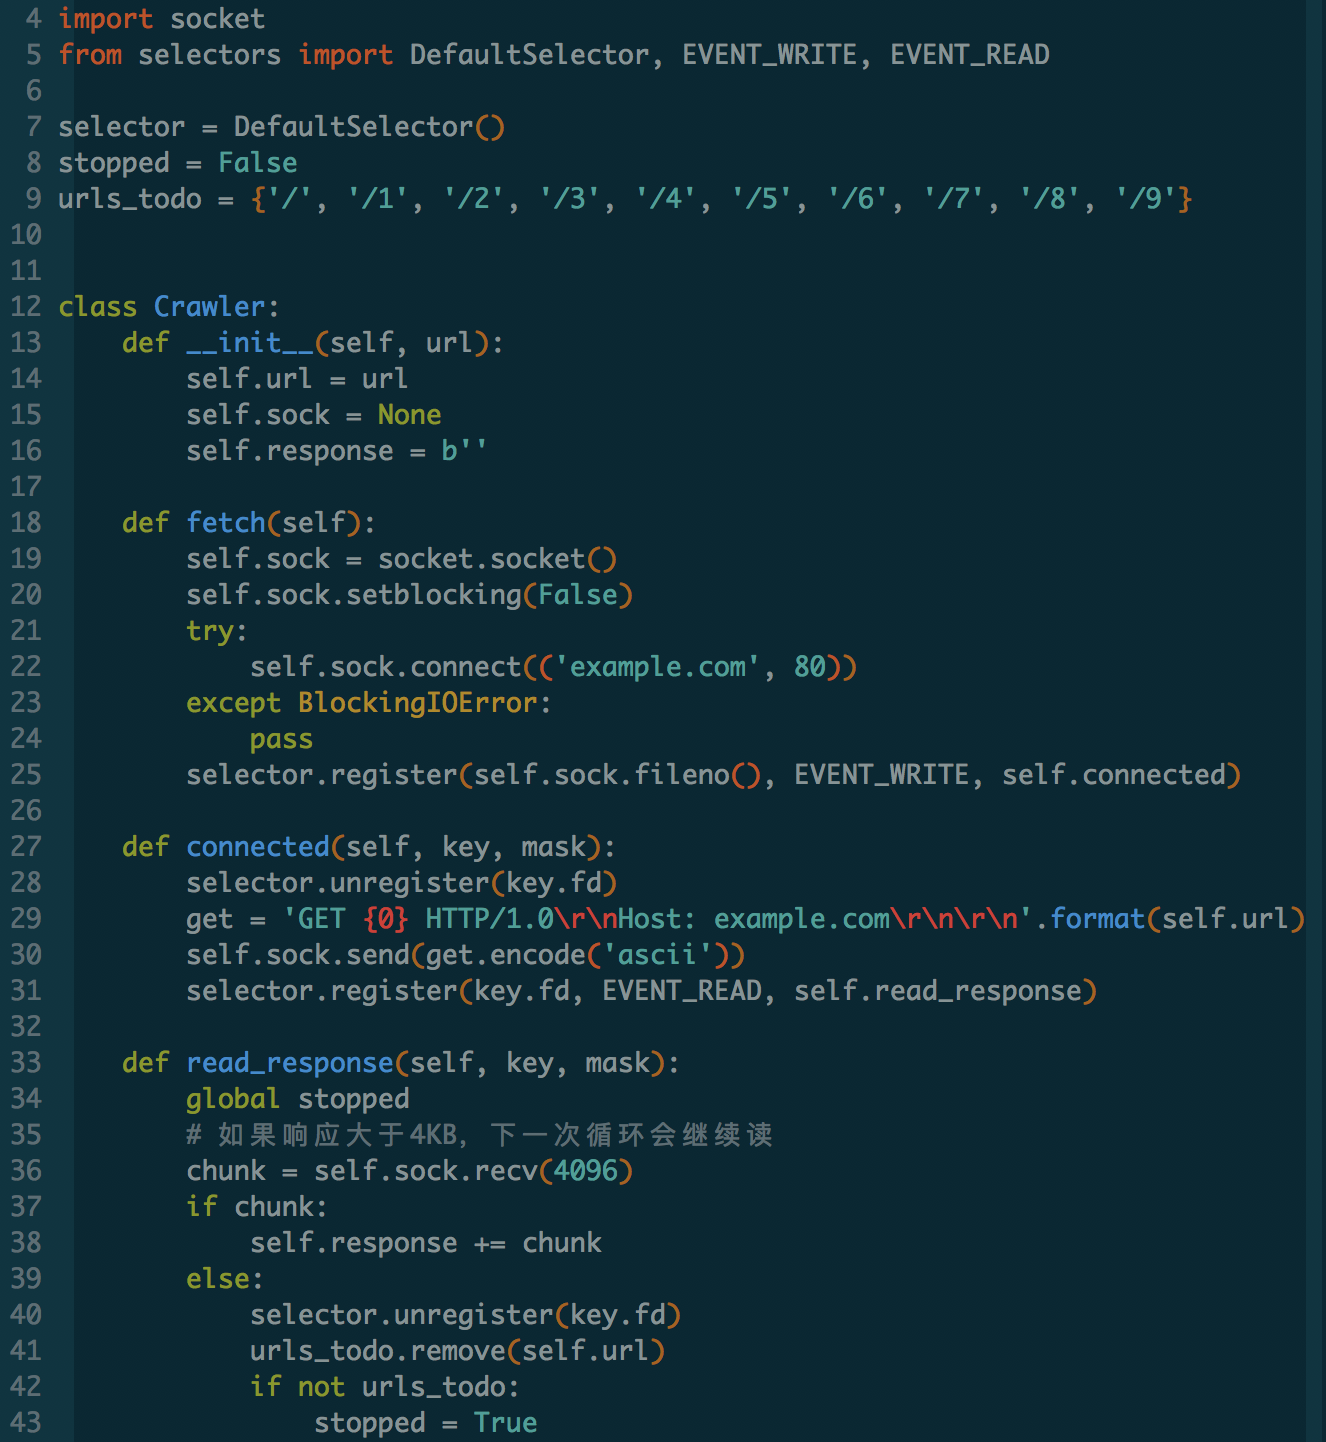 4 import socket
5 from selectors import DefaultSelector, EVENT_WRITE, EVENT_READ
6
7 selector = DefaultSelector()
8 stopped = False
9 urls_todo = {'/', '/1', '/2', '/3', '/4', '/5', '/6', '/7', '/8', '/9'}
10
11
12 class Crawler:
13     def __init__(self, url):
14         self.url = url
15         self.sock = None
16         self.response = b''
17
18     def fetch(self):
19         self.sock = socket.socket()
20         self.sock.setblocking(False)
21         try:
22             self.sock.connect(('example.com', 80))
23         except BlockingIOError:
24             pass
25         selector.register(self.sock.fileno(), EVENT_WRITE, self.connected)
26
27     def connected(self, key, mask):
28         selector.unregister(key.fd)
29         get = 'GET {0} HTTP/1.0\r\nHost: example.com\r\n\r\n'.format(self.url)
30         self.sock.send(get.encode('ascii'))
31         selector.register(key.fd, EVENT_READ, self.read_response)
32
33     def read_response(self, key, mask):
34         global stopped
35         # 如果响应大于4KB，下一次循环会继续读
36         chunk = self.sock.recv(4096)
37         if chunk:
38             self.response += chunk
39         else:
40             selector.unregister(key.fd)
41             urls_todo.remove(self.url)
42             if not urls_todo:
43                 stopped = True